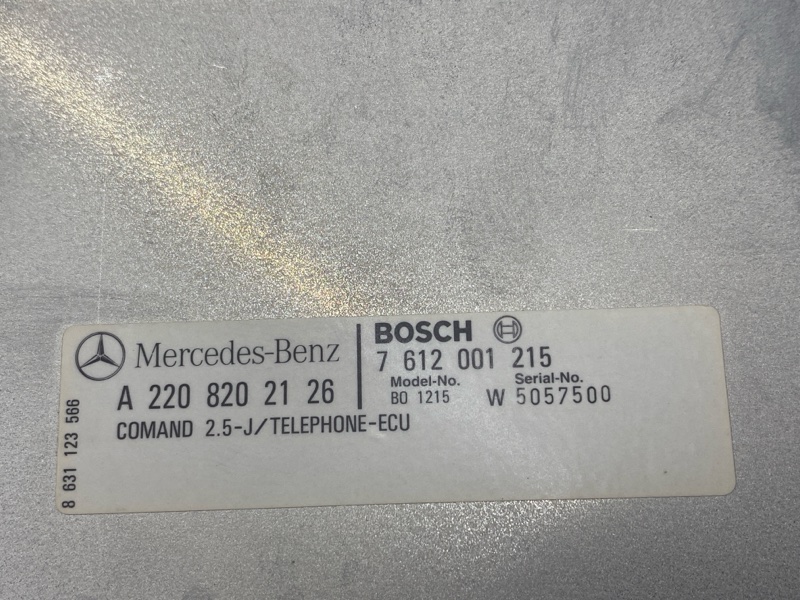 Mercedes-Benz
A 220 820 21 26
COMAND 2.5-J/TELEPHONE-ECU
BOSCH
7 612 001 215
Model-No. Serial-No.
BO 1215 W 5057500
8 631 123 566